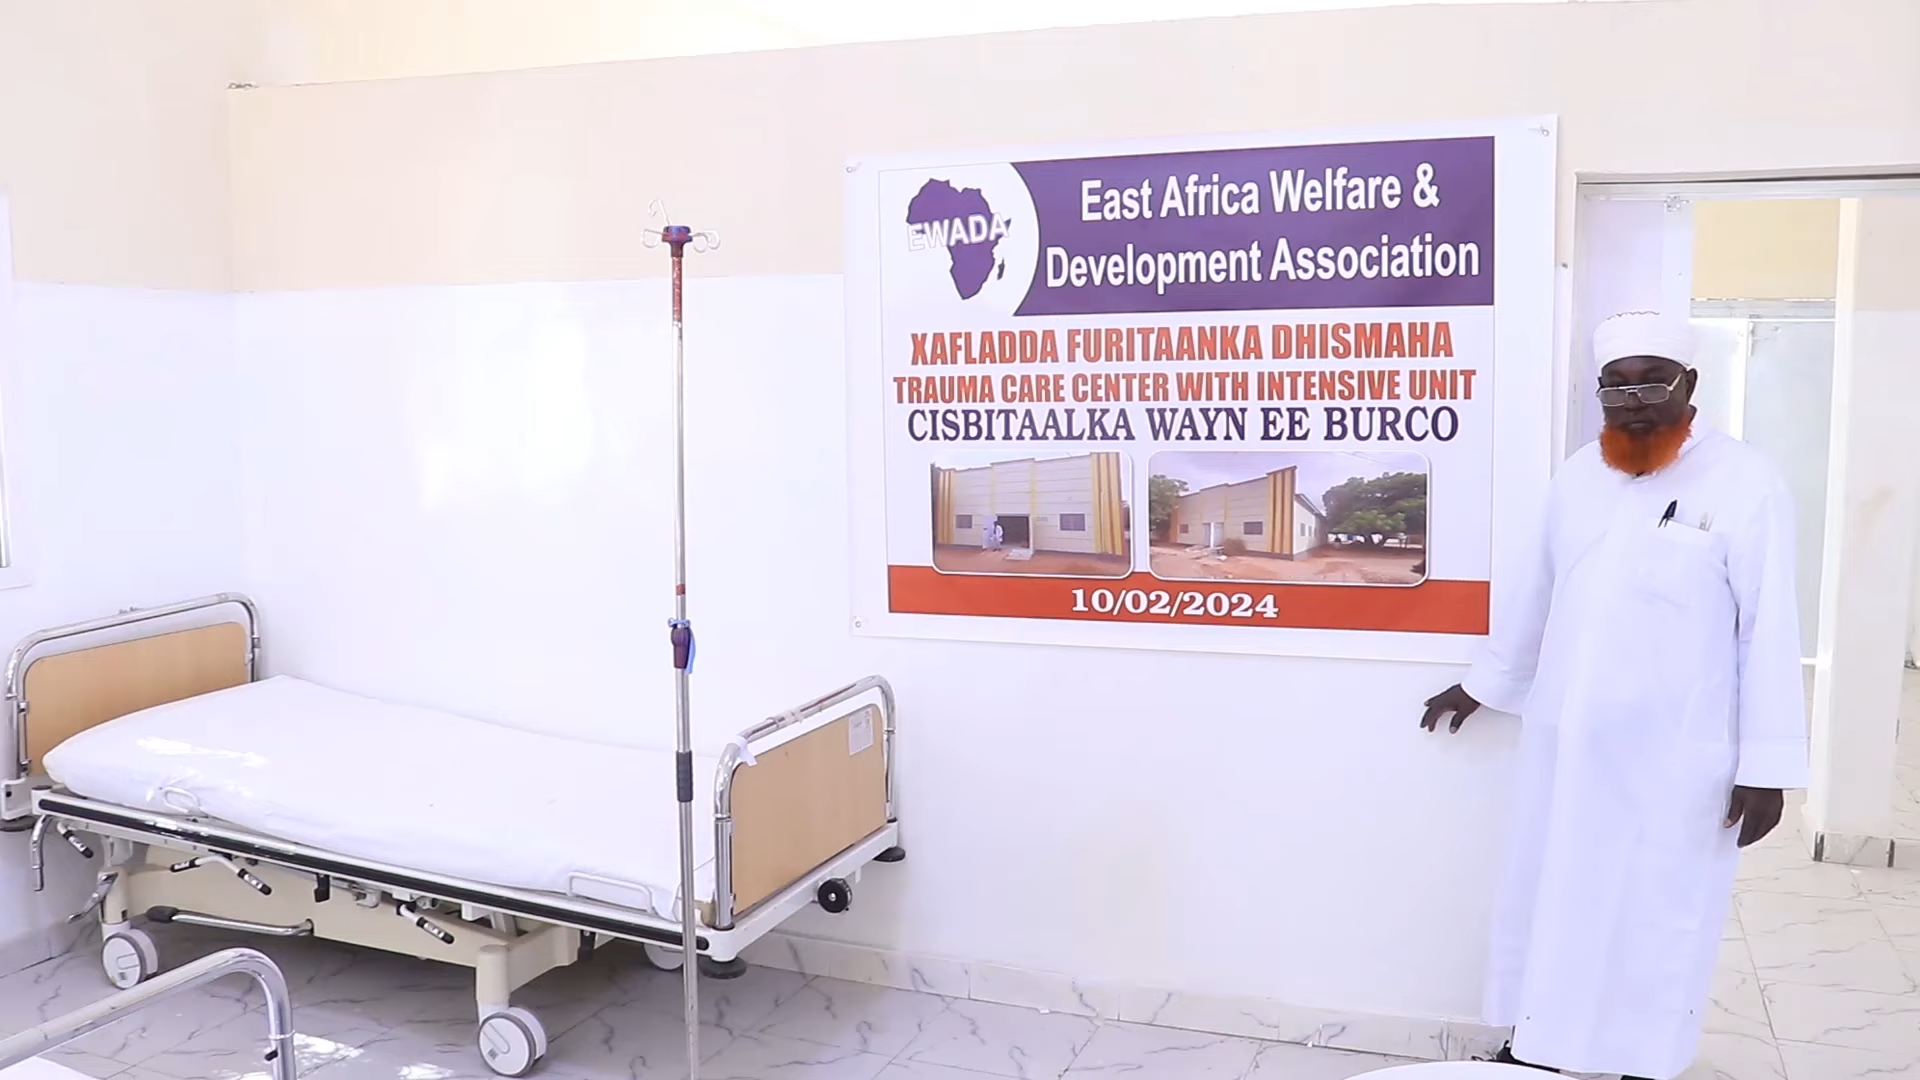 EWADA
East Africa Welfare &
Development Association
XAFLADDA FURITAANKA DHISMAHA
TRAUMA CARE CENTER WITH INTENSIVE UNIT
CISBITAALKA WAYN EE BURCO
10/02/2024